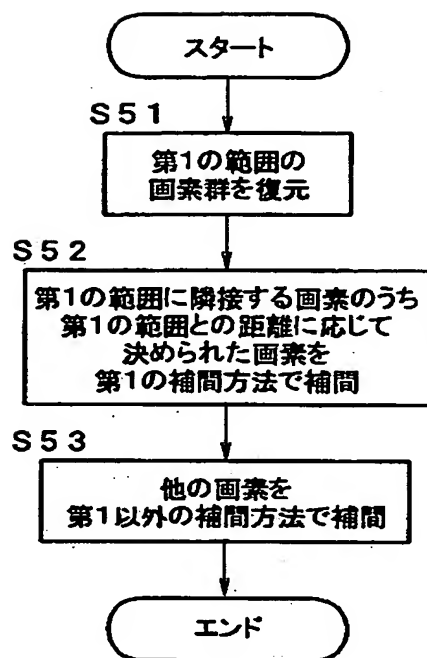 スタート
S51
第1の範囲の
画素群を復元
S52
第1の範囲に隣接する画素のうち
第1の範囲との距離に応じて
決められた画素を
第1の補間方法で補間
S53
他の画素を
第1以外の補間方法で補間
エンド